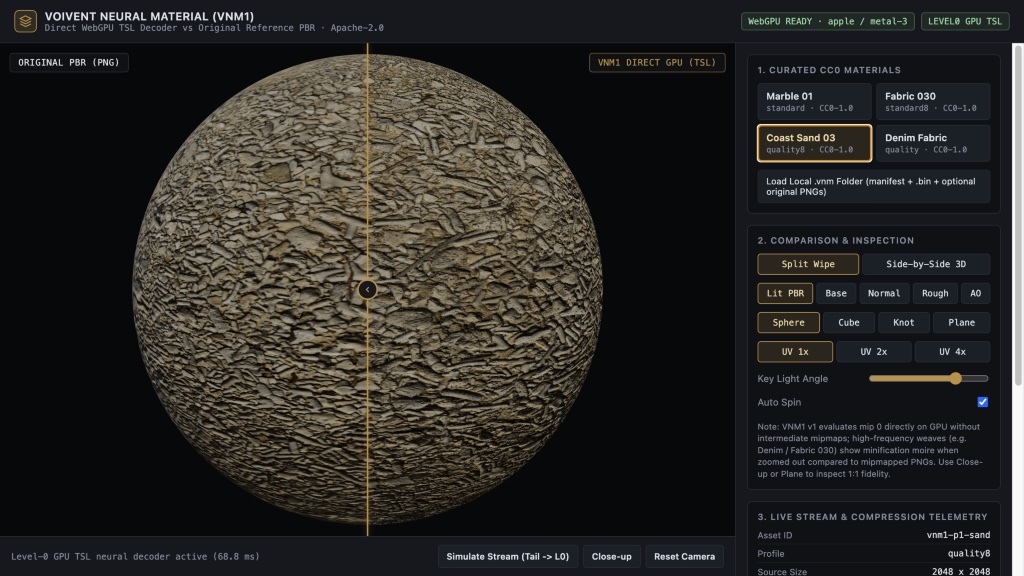 VOIVENT NEURAL MATERIAL (VNM1)
Direct WebGPU TSL Decoder vs Original Reference PBR · Apache-2.0
WebGPU READY · apple / metal-3
LEVEL0 GPU TSL
ORIGINAL PBR (PNG)
VNM1 DIRECT GPU (TSL)
1. CURATED CC0 MATERIALS
Marble 01
standard · CC0-1.0
Fabric 030
standard8 · CC0-1.0
Coast Sand 03
quality8 · CC0-1.0
Denim Fabric
quality · CC0-1.0
Load Local .vnm Folder (manifest + .bin + optional
original PNGs)
2. COMPARISON & INSPECTION
Split Wipe
Side-by-Side 3D
Lit PBR
Base
Normal
Rough
AO
Sphere
Cube
Knot
Plane
UV 1x
UV 2x
UV 4x
Key Light Angle
Auto Spin
Note: VNM1 v1 evaluates mip 0 directly on GPU without
intermediate mipmaps; high-frequency weaves (e.g.
Denim / Fabric 030) show minification moire when
zoomed out compared to mipmapped PNGs. Use Close-
up or Plane to inspect 1:1 fidelity.
3. LIVE STREAM & COMPRESSION TELEMETRY
Asset ID
vnm1-p1-sand
Profile
quality8
Source Size
2048 x 2048
Level-0 GPU TSL neural decoder active (68.8 ms)
Simulate Stream (Tail -> L0)
Close-up
Reset Camera